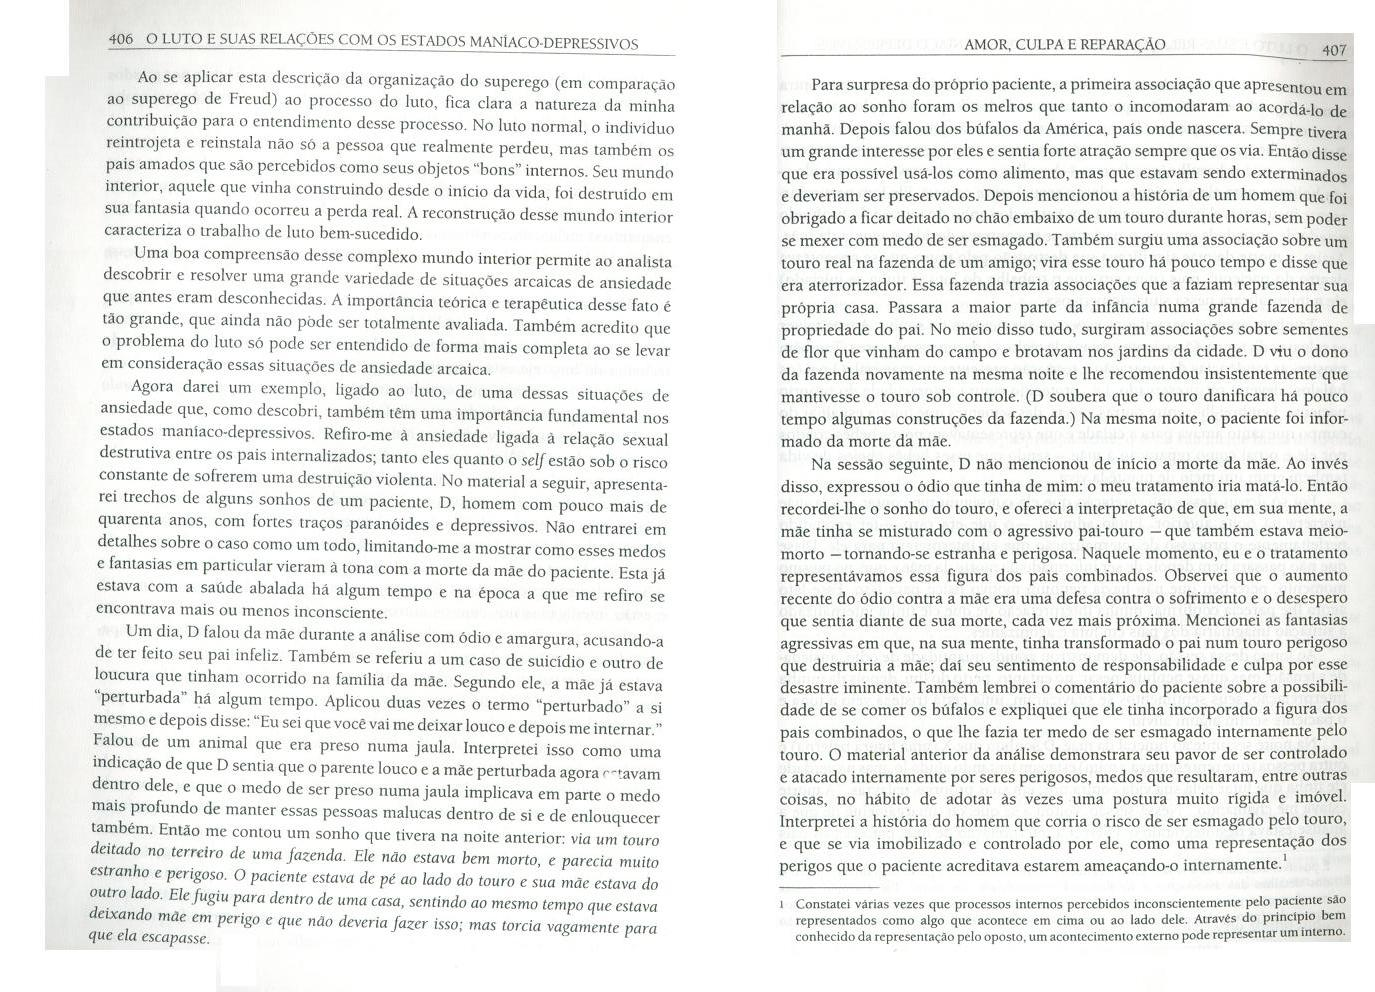 406 O LUTO E SUAS RELAÇÕES COM OS ESTADOS MANÍACO-DEPRESSIVOS
Ao se aplicar esta descrição da organização do superego (em comparação
ao superego de Freud) ao processo do luto, fica clara a natureza da minha
contribuição para o entendimento desse processo. No luto normal, o indivíduo
reintrojeta e reinstala não só a pessoa que realmente perdeu, mas também os
pais amados que são percebidos como seus objetos “bons” internos. Seu mundo
interior, aquele que vinha construindo desde o início da vida, foi destruído em
sua fantasia quando ocorreu a perda real. A reconstrução desse mundo interior
caracteriza o trabalho de luto bem-sucedido.
Uma boa compreensão desse complexo mundo interior permite ao analista
descobrir e resolver uma grande variedade de situações arcaicas de ansiedade
que antes eram desconhecidas. A importância teórica e terapêutica desse fato é
tão grande, que ainda não pôde ser totalmente avaliada. Também acredito que
o problema do luto só pode ser entendido de forma mais completa ao se levar
em consideração essas situações de ansiedade arcaica.
Agora darei um exemplo, ligado ao luto, de uma dessas situações de
ansiedade que, como descobri, também têm uma importância fundamental nos
estados maníaco-depressivos. Refiro-me à ansiedade ligada à relação sexual
destrutiva entre os pais internalizados; tanto eles quanto o self estão sob o risco
constante de sofrerem uma destruição violenta. No material a seguir, apresenta-
rei trechos de alguns sonhos de um paciente, D, homem com pouco mais de
quarenta anos, com fortes traços paranóides e depressivos. Não entrarei em
detalhes sobre o caso como um todo, limitando-me a mostrar como esses medos
e fantasias em particular vieram à tona com a morte da mãe do paciente. Esta já
estava com a saúde abalada há algum tempo e na época a que me refiro se
encontrava mais ou menos inconsciente.
Um dia, D falou da mãe durante a análise com ódio e amargura, acusando-a
de ter feito seu pai infeliz. Também se referiu a um caso de suicídio e outro de
loucura que tinham ocorrido na família da mãe. Segundo ele, a mãe já estava
“perturbada” há algum tempo. Aplicou duas vezes o termo “perturbado” a si
mesmo e depois disse: “Eu sei que você vai me deixar louco e depois me internar.”
Falou de um animal que era preso numa jaula. Interpretei isso como uma
indicação de que D sentia que o parente louco e a mãe perturbada agora estavam
dentro dele, e que o medo de ser preso numa jaula implicava em parte o medo
mais profundo de manter essas pessoas malucas dentro de si e de enlouquecer
também. Então me contou um sonho que tivera na noite anterior: via um touro
deitado no terreiro de uma fazenda. Ele não estava bem morto, e parecia muito
estranho e perigoso. O paciente estava de pé ao lado do touro e sua mãe estava do
outro lado. Ele fugiu para dentro de uma casa, sentindo ao mesmo tempo que estava
deixando mãe em perigo e que não deveria fazer isso; mas torcia vagamente para
que ela escapasse.
AMOR, CULPA E REPARAÇÃO 407
Para surpresa do próprio paciente, a primeira associação que apresentou em
relação ao sonho foram os melros que tanto o incomodaram ao acordá-lo de
manhã. Depois falou dos búfalos da América, país onde nascera. Sempre tivera
um grande interesse por eles e sentia forte atração sempre que os via. Então disse
que era possível usá-los como alimento, mas que estavam sendo exterminados
e deveriam ser preservados. Depois mencionou a história de um homem que foi
obrigado a ficar deitado no chão embaixo de um touro durante horas, sem poder
se mexer com medo de ser esmagado. Também surgiu uma associação sobre um
touro real na fazenda de um amigo; vira esse touro há pouco tempo e disse que
era aterrorizador. Essa fazenda trazia associações que a faziam representar sua
própria casa. Passara a maior parte da infância numa grande fazenda de
propriedade do pai. No meio disso tudo, surgiram associações sobre sementes
de flor que vinham do campo e brotavam nos jardins da cidade. D viu o dono
da fazenda novamente na mesma noite e lhe recomendou insistentemente que
mantivesse o touro sob controle. (D soubera que o touro danificara há pouco
tempo algumas construções da fazenda.) Na mesma noite, o paciente foi infor-
mado da morte da mãe.
Na sessão seguinte, D não mencionou de início a morte da mãe. Ao invés
disso, expressou o ódio que tinha de mim: o meu tratamento iria matá-lo. Então
recordei-lhe o sonho do touro, e ofereci a interpretação de que, em sua mente, a
mãe tinha se misturado com o agressivo pai-touro — que também estava meio-
morto — tornando-se estranha e perigosa. Naquele momento, eu e o tratamento
representávamos essa figura dos pais combinados. Observei que o aumento
recente do ódio contra a mãe era uma defesa contra o sofrimento e o desespero
que sentia diante de sua morte, cada vez mais próxima. Mencionei as fantasias
agressivas em que, na sua mente, tinha transformado o pai num touro perigoso
que destruiria a mãe; daí seu sentimento de responsabilidade e culpa por esse
desastre iminente. Também lembrei o comentário do paciente sobre a possibili-
dade de se comer os búfalos e expliquei que ele tinha incorporado a figura dos
pais combinados, o que lhe fazia ter medo de ser esmagado internamente pelo
touro. O material anterior da análise demonstrara seu pavor de ser controlado
e atacado internamente por seres perigosos, medos que resultaram, entre outras
coisas, no hábito de adotar às vezes uma postura muito rígida e imóvel.
Interpretei a história do homem que corria o risco de ser esmagado pelo touro,
e que se via imobilizado e controlado por ele, como uma representação dos
perigos que o paciente acreditava estarem ameaçando-o internamente.1
1 Constatei várias vezes que processos internos percebidos inconscientemente pelo paciente são
representados como algo que acontece em cima ou ao lado dele. Através do princípio bem
conhecido da representação pelo oposto, um acontecimento externo pode representar um interno.